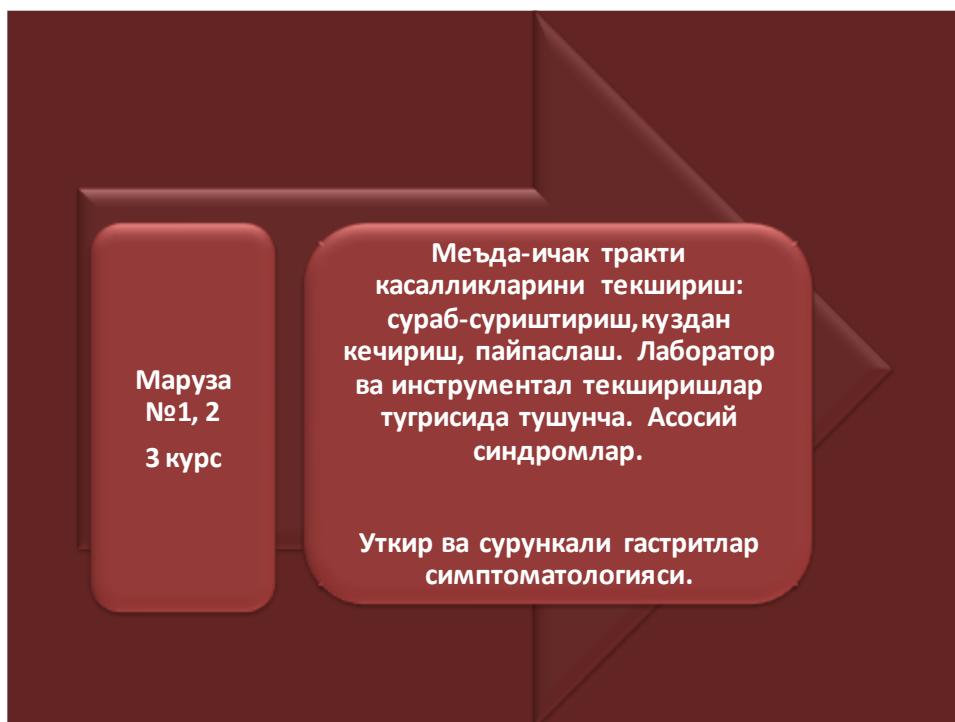 Маруза
№1, 2
3 курс
Меъда-ичак тракти
касалликларини текшириш:
сураб-суриштириш,куздан
кечириш, пайпаслаш. Лаборатор
ва инструментал текширишлар
тугрисида тушунча. Асосий
синдромлар.
Уткир ва сурункали гастритлар
симптоматологияси.